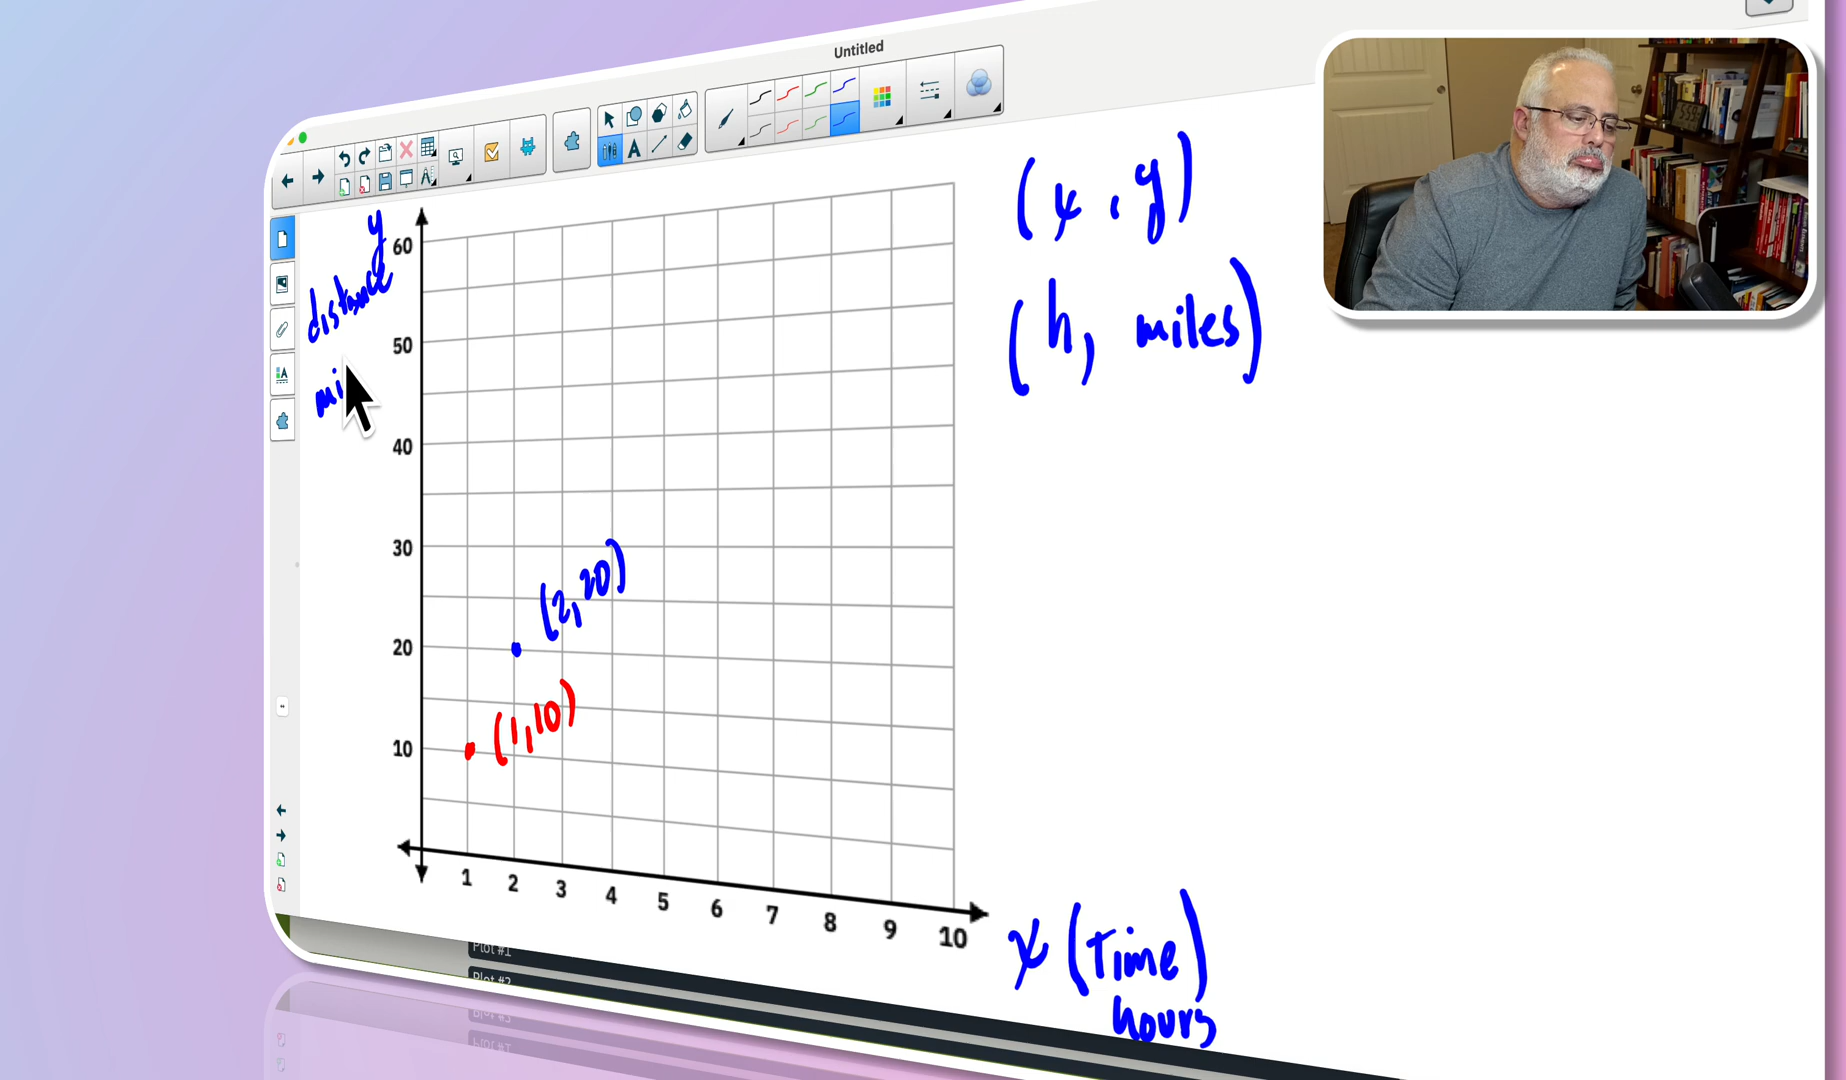 Untitled
y
distance
mi
60
50
40
30
20
10
(2,20)
(1,10)
1 2 3 4 5 6 7 8 9 10
(x, y)
(h, miles)
x (Time)
hours
Plot #1
Plot #2